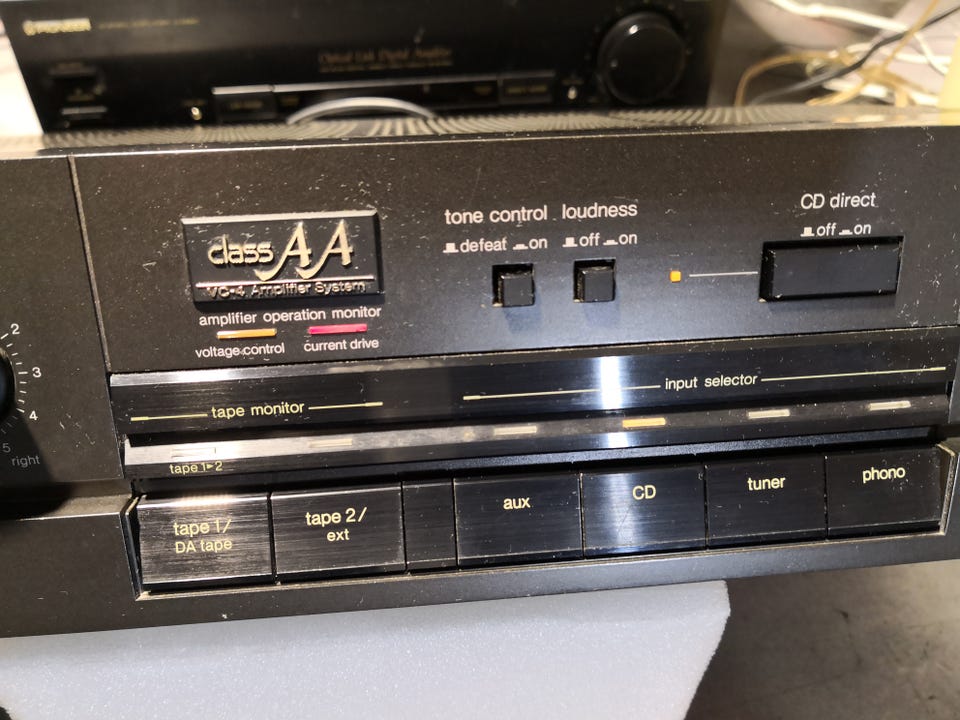 PIONEER
class AA
VC-4 Amplifier System
amplifier operation monitor
voltage control current drive
tone control loudness
defeat on off on
CD direct
off on
2
3
4
5
right
tape monitor
input selector
tape 1▸2
tape 1/
DA tape
tape 2/
ext
aux
CD
tuner
phono